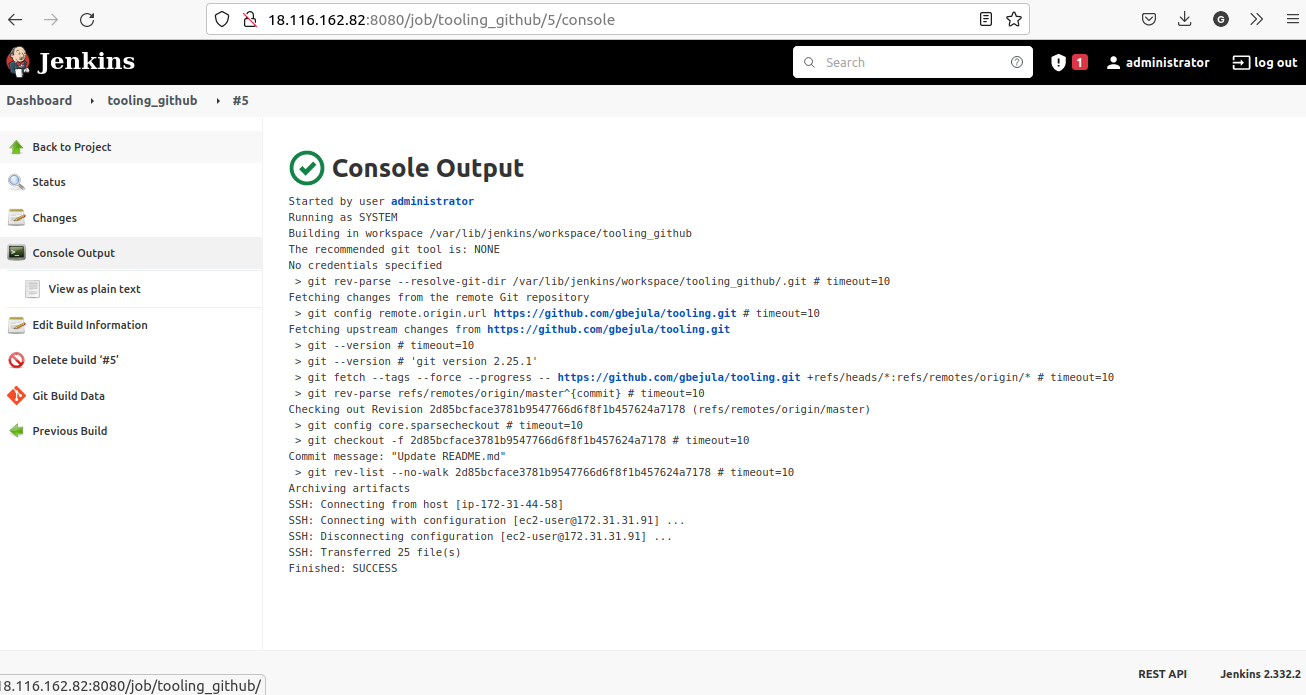 18.116.162.82:8080/job/tooling_github/5/console
G
Jenkins
Search
1
administrator
log out
Dashboard
tooling_github
#5
Back to Project
Status
Changes
Console Output
View as plain text
Edit Build Information
Delete build ‘#5’
Git Build Data
Previous Build
Console Output
Started by user administrator
Running as SYSTEM
Building in workspace /var/lib/jenkins/workspace/tooling_github
The recommended git tool is: NONE
No credentials specified
> git rev-parse --resolve-git-dir /var/lib/jenkins/workspace/tooling_github/.git # timeout=10
Fetching changes from the remote Git repository
> git config remote.origin.url https://github.com/gbejula/tooling.git # timeout=10
Fetching upstream changes from https://github.com/gbejula/tooling.git
> git --version # timeout=10
> git --version # 'git version 2.25.1'
> git fetch --tags --force --progress -- https://github.com/gbejula/tooling.git +refs/heads/*:refs/remotes/origin/* # timeout=10
> git rev-parse refs/remotes/origin/master^{commit} # timeout=10
Checking out Revision 2d85bcface3781b9547766d6f8f1b457624a7178 (refs/remotes/origin/master)
> git config core.sparsecheckout # timeout=10
> git checkout -f 2d85bcface3781b9547766d6f8f1b457624a7178 # timeout=10
Commit message: "Update README.md"
> git rev-list --no-walk 2d85bcface3781b9547766d6f8f1b457624a7178 # timeout=10
Archiving artifacts
SSH: Connecting from host [ip-172-31-44-58]
SSH: Connecting with configuration [ec2-user@172.31.31.91] ...
SSH: Disconnecting configuration [ec2-user@172.31.31.91] ...
SSH: Transferred 25 file(s)
Finished: SUCCESS
REST API
Jenkins 2.332.2
18.116.162.82:8080/job/tooling_github/